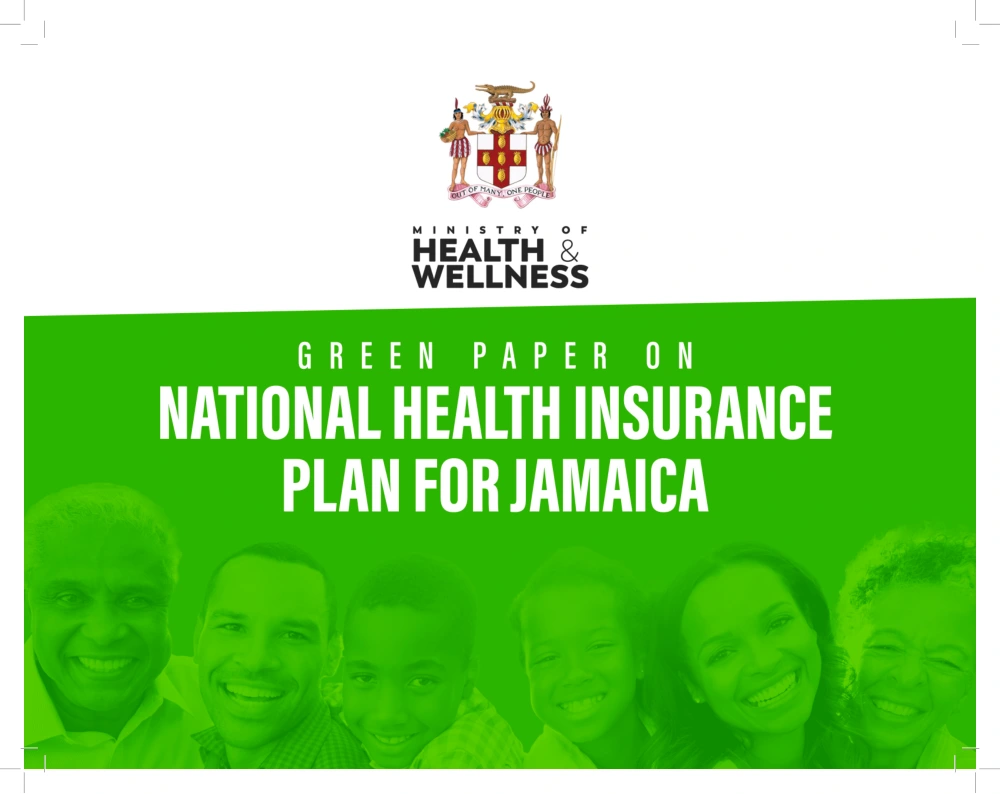 OUT OF MANY, ONE PEOPLE
MINISTRY OF
HEALTH &
WELLNESS
GREEN PAPER ON
NATIONAL HEALTH INSURANCE
PLAN FOR JAMAICA